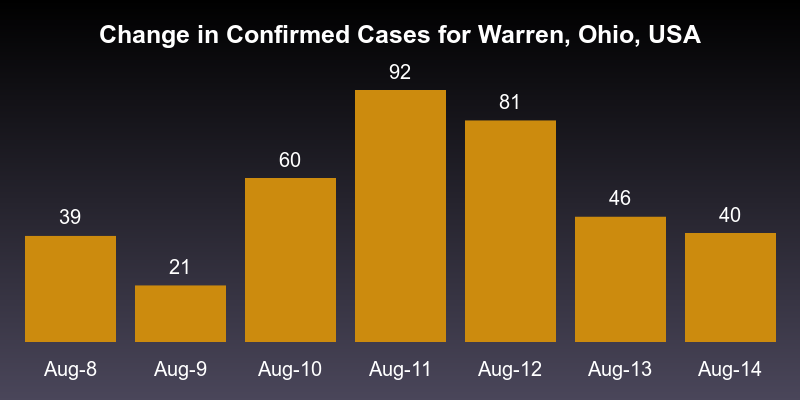 Change in Confirmed Cases for Warren, Ohio, USA
39
21
60
92
81
46
40
Aug-8
Aug-9
Aug-10
Aug-11
Aug-12
Aug-13
Aug-14